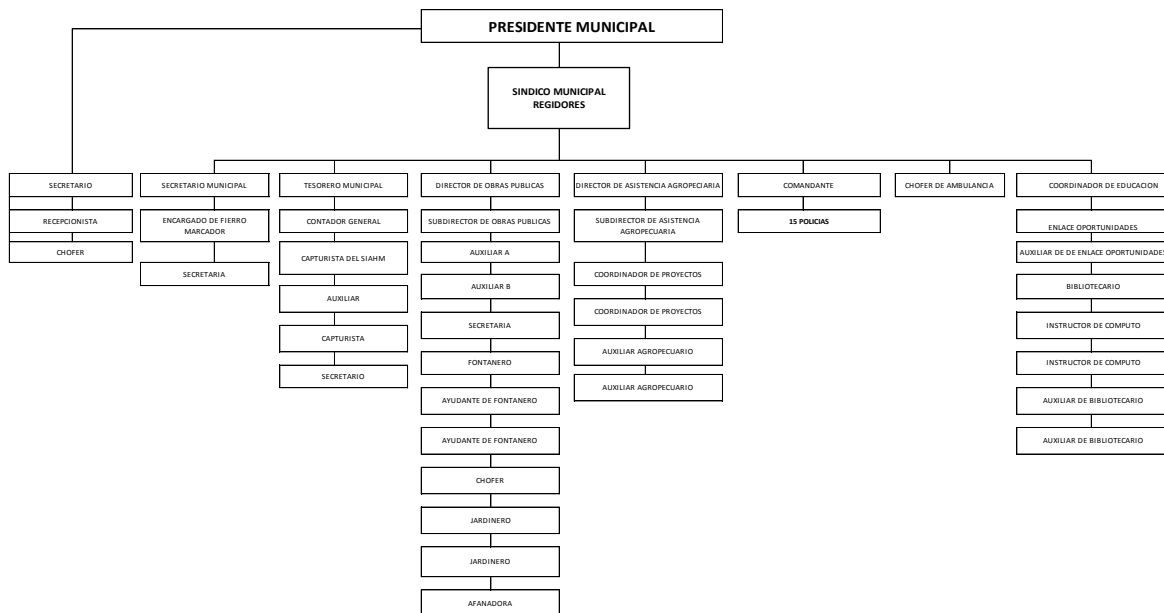 PRESIDENTE MUNICIPAL
SINDICO MUNICIPAL
REGIDORES
SECRETARIO
RECEPCIONISTA
CHOFER
SECRETARIO MUNICIPAL
ENCARGADO DE FIERRO
MARCADOR
SECRETARIA
TESORERO MUNICIPAL
CONTADOR GENERAL
CAPTURISTA DEL SIAHM
AUXILIAR
CAPTURISTA
SECRETARIO
DIRECTOR DE OBRAS PUBLICAS
SUBDIRECTOR DE OBRAS PUBLICAS
AUXILIAR A
AUXILIAR B
SECRETARIA
FONTANERO
AYUDANTE DE FONTANERO
AYUDANTE DE FONTANERO
CHOFER
JARDINERO
JARDINERO
AFANADORA
DIRECTOR DE ASISTENCIA AGROPECIARIA
SUBDIRECTOR DE ASISTENCIA
AGROPECUARIA
COORDINADOR DE PROYECTOS
COORDINADOR DE PROYECTOS
AUXILIAR AGROPECUARIO
AUXILIAR AGROPECUARIO
COMANDANTE
15 POLICIAS
CHOFER DE AMBULANCIA
COORDINADOR DE EDUCACION
ENLACE OPORTUNIDADES
AUXILIAR DE DE ENLACE OPORTUNIDADES
BIBLIOTECARIO
INSTRUCTOR DE COMPUTO
INSTRUCTOR DE COMPUTO
AUXILIAR DE BIBLIOTECARIO
AUXILIAR DE BIBLIOTECARIO